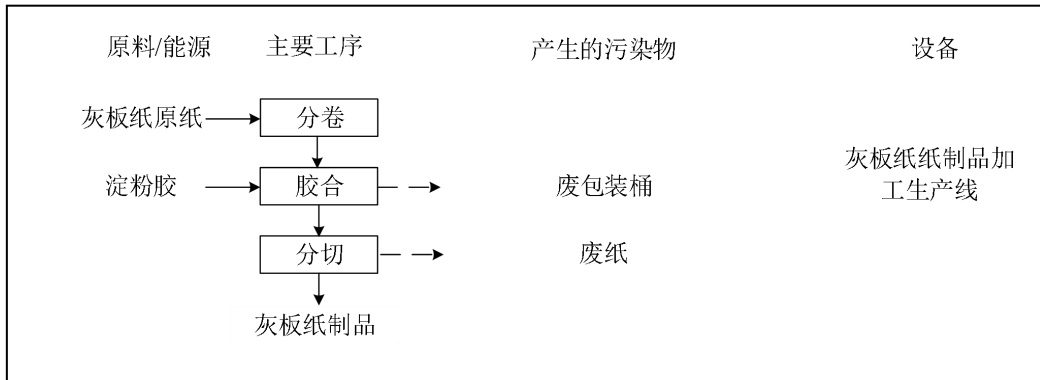 原料/能源 主要工序 产生的污染物 设备
灰板纸原纸 分卷
灰板纸纸制品加
工生产线
淀粉胶 胶合 废包装桶
分切 废纸
灰板纸制品